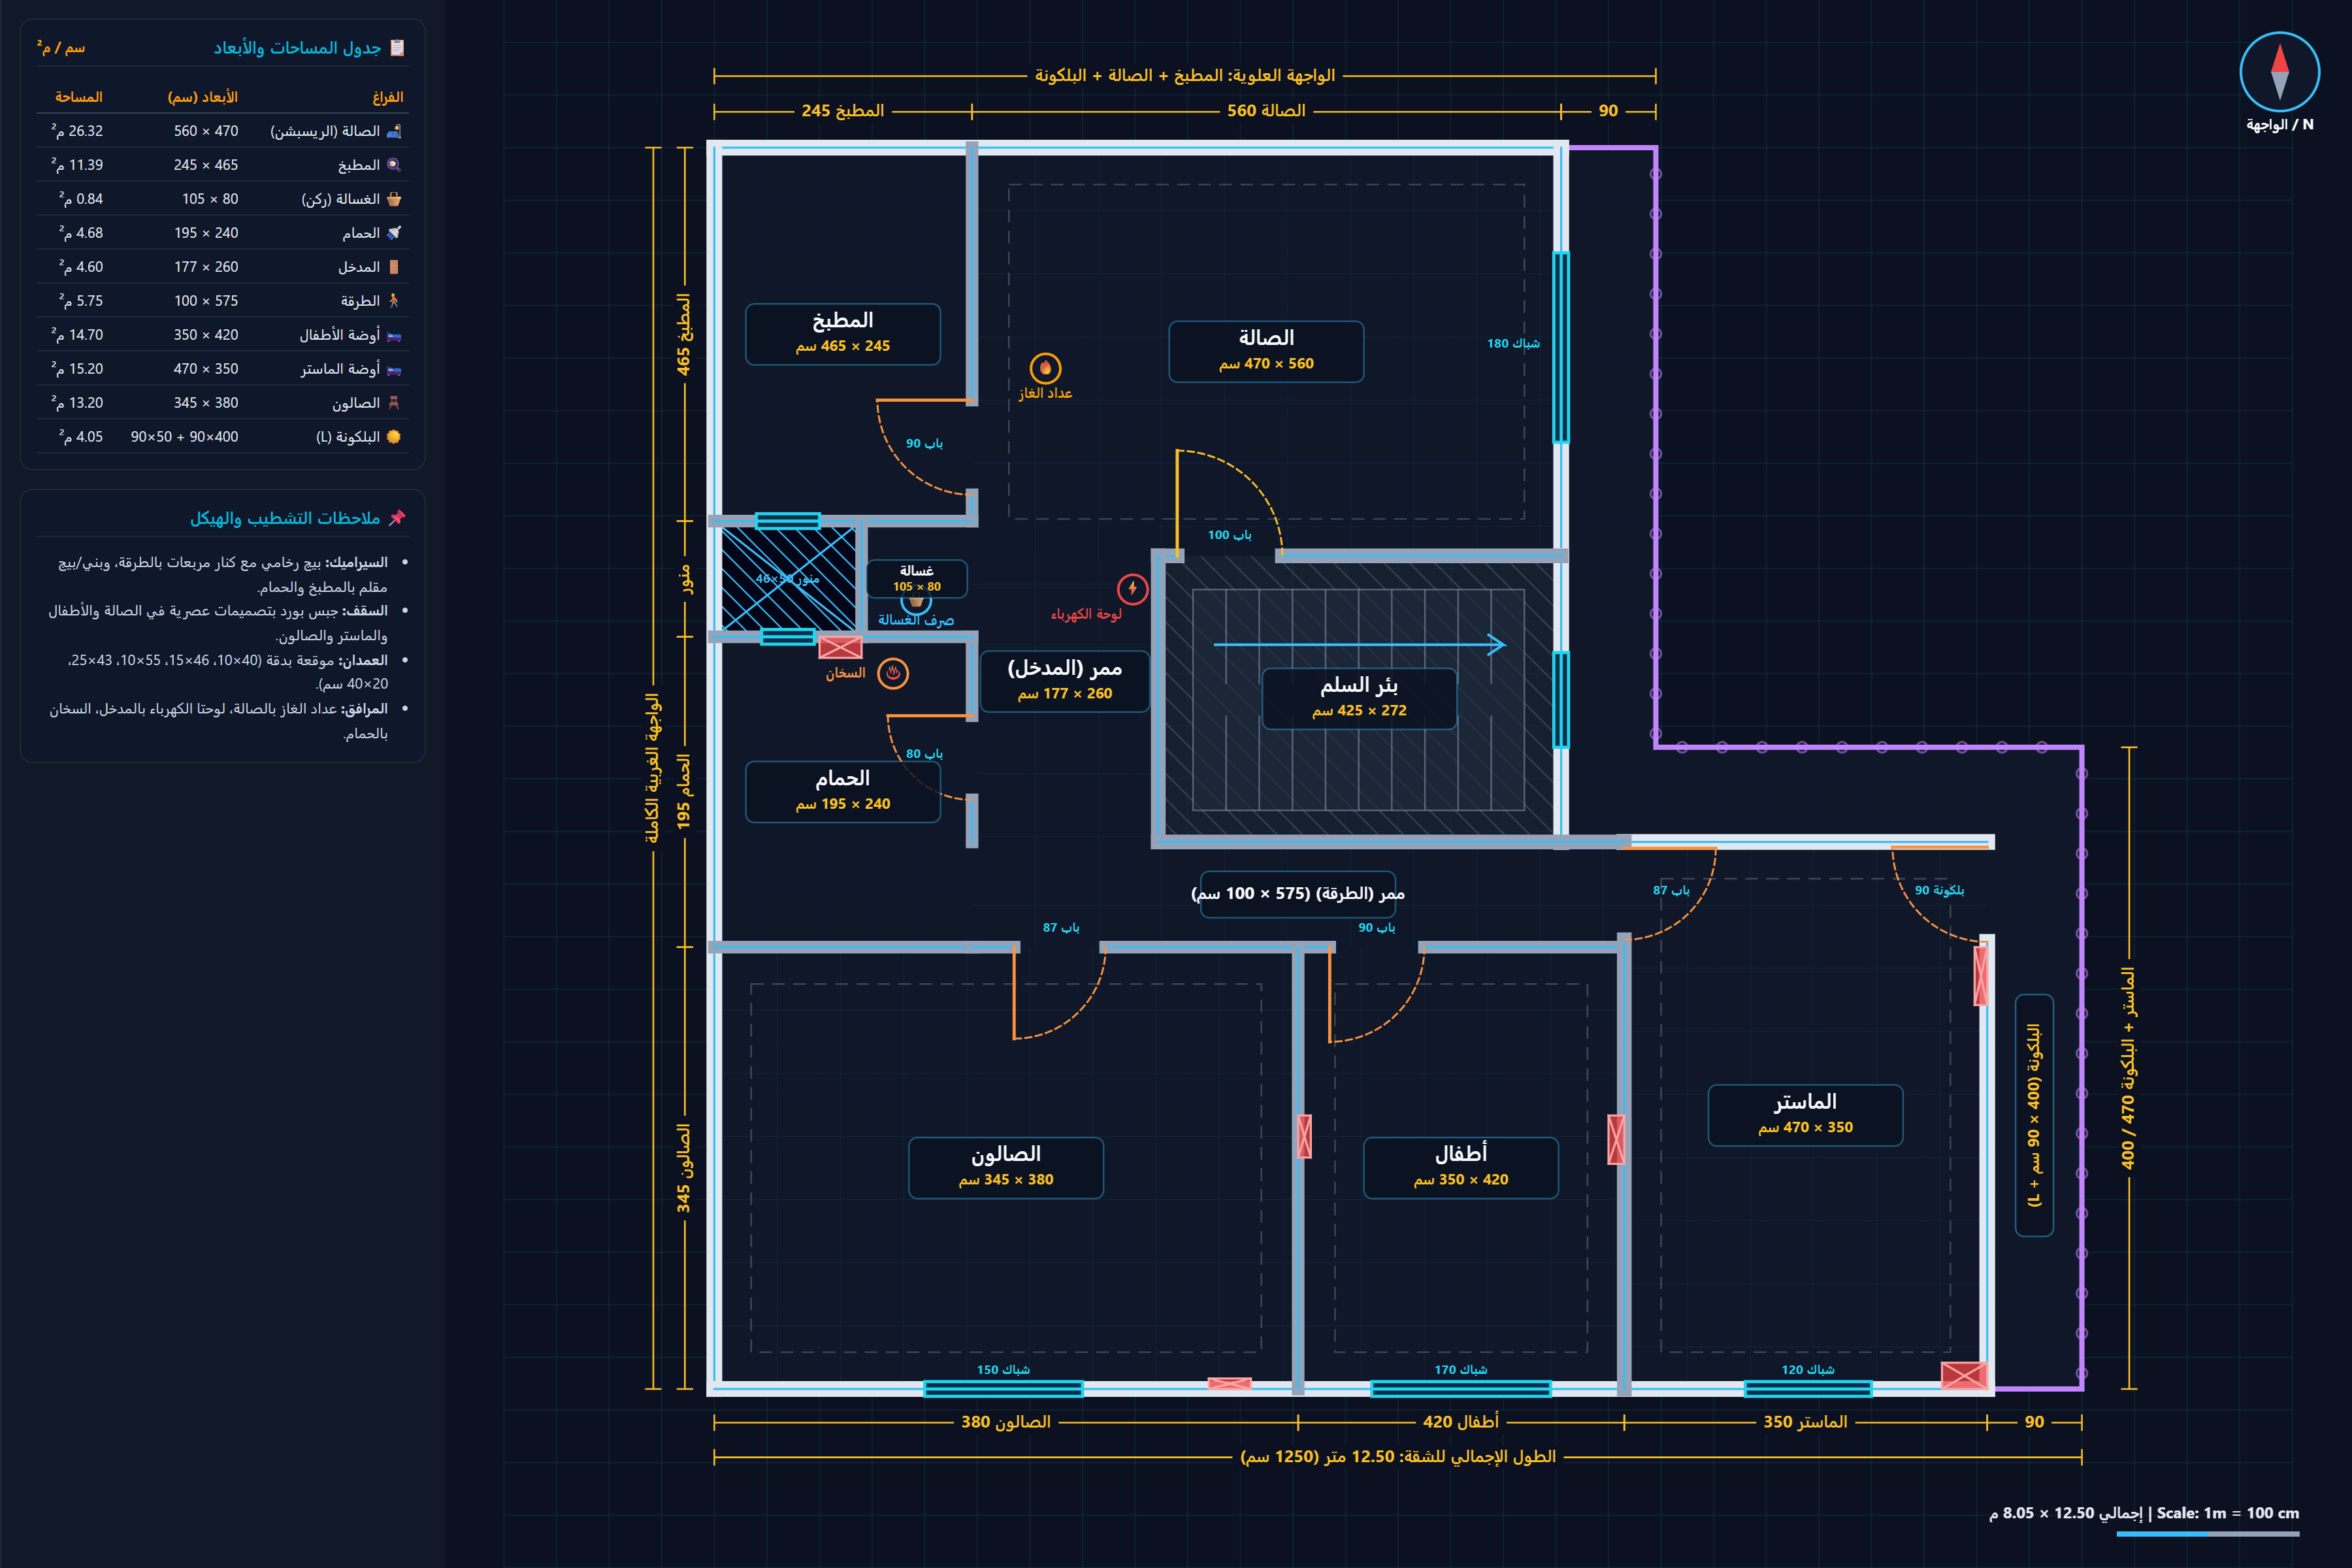 جدول المساحات والأبعاد
سم / م²
الفراغ الأبعاد (سم) المساحة
الصالة (الريسبشن) 560 × 470 26.32 م²
المطبخ 245 × 465 11.39 م²
الغسالة (ركن) 105 × 80 0.84 م²
الحمام 195 × 240 4.68 م²
المدخل 177 × 260 4.60 م²
الطرقة 100 × 575 5.75 م²
أوضة الأطفال 350 × 420 14.70 م²
أوضة الماستر 470 × 350 15.20 م²
الصالون 345 × 380 13.20 م²
البلكونة (L) 90×50 + 90×400 4.05 م²
ملاحظات التشطيب والهيكل
السيراميك: بيج رخامي مع كنار مربعات بالطرقة، وبني/بيج
مقلم بالمطبخ والحمام.
السقف: جبس بورد بتصميمات عصرية في الصالة والأطفال
والماستر والصالون.
العمدان: موقعة بدقة (40×10، 46×15، 55×10، 43×25،
20×40 سم).
المرافق: عداد الغاز بالصالة، لوحتا الكهرباء بالمدخل، السخان
بالحمام.
الواجهة العلوية: المطبخ + الصالة + البلكونة
المطبخ 245
الصالة 560
90
N / الواجهة
المطبخ 465
منور
الحمام 195
الصالون 345
الواجهة الغربية الكاملة
المطبخ
245 × 465 سم
الصالة
560 × 470 سم
شباك 180
عداد الغاز
باب 90
باب 100
منور 50×46
غسالة
105 × 80
صرف الغسالة
لوحة الكهرباء
السخان
ممر (المدخل)
260 × 177 سم
بئر السلم
272 × 425 سم
باب 80
الحمام
240 × 195 سم
ممر (الطرقة) (575 × 100 سم)
باب 87
بلكونة 90
باب 87
باب 90
الصالون
380 × 345 سم
أطفال
420 × 350 سم
الماستر
350 × 470 سم
البلكونة (400 × 90 سم + L)
الماستر + البلكونة 470 / 400
شباك 150
شباك 170
شباك 120
الصالون 380
أطفال 420
الماستر 350
90
الطول الإجمالي للشقة: 12.50 متر (1250 سم)
Scale: 1m = 100 cm | إجمالي 12.50 × 8.05 م